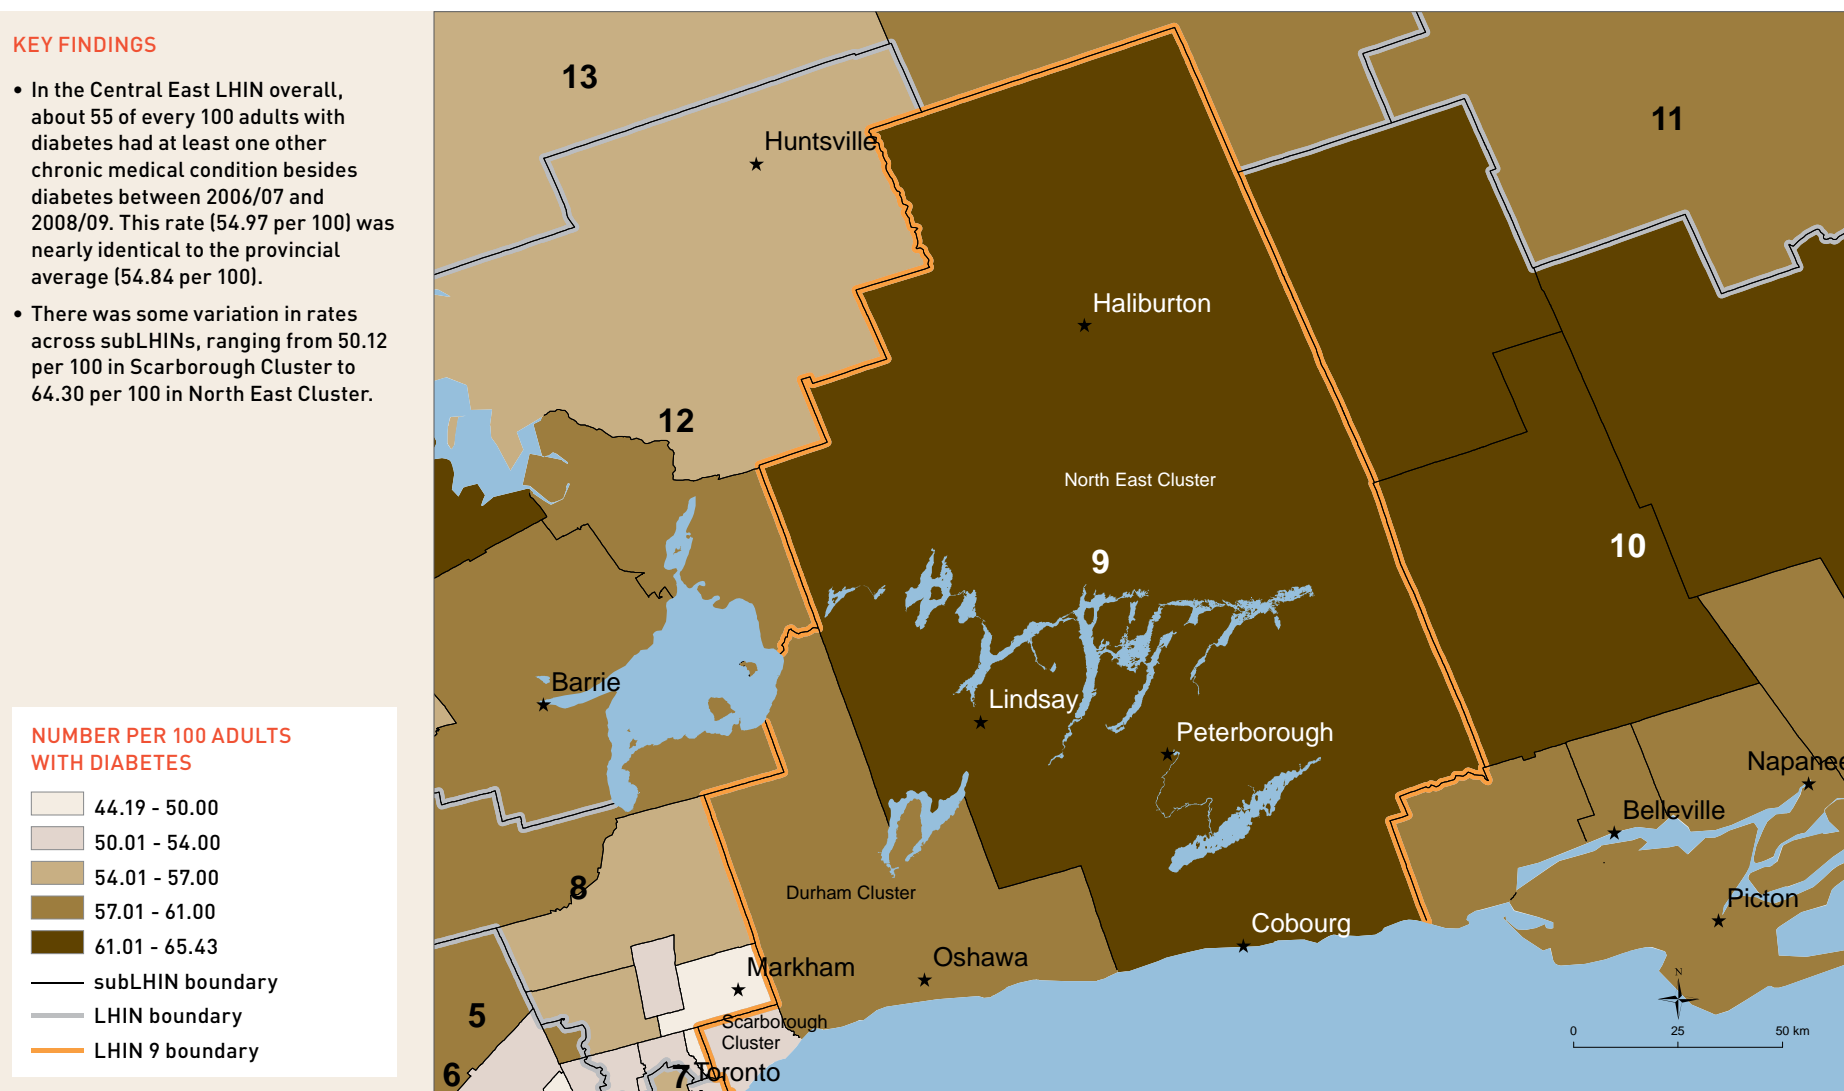 KEY FINDINGS
• In the Central East LHIN overall,
about 55 of every 100 adults with
diabetes had at least one other
chronic medical condition besides
diabetes between 2006/07 and
2008/09. This rate (54.97 per 100) was
nearly identical to the provincial
average (54.84 per 100).
• There was some variation in rates
across subLHINs, ranging from 50.12
per 100 in Scarborough Cluster to
64.30 per 100 in North East Cluster.
NUMBER PER 100 ADULTS
WITH DIABETES
44.19 - 50.00
50.01 - 54.00
54.01 - 57.00
57.01 - 61.00
61.01 - 65.43
subLHIN boundary
LHIN boundary
LHIN 9 boundary
13
11
Huntsville
Haliburton
12
North East Cluster
10
9
Barrie
Lindsay
Peterborough
Napanee
Belleville
8
Durham Cluster
Picton
Cobourg
Oshawa
Markham
N
5
Scarborough
Cluster
0 25 50 km
6
7
Toronto